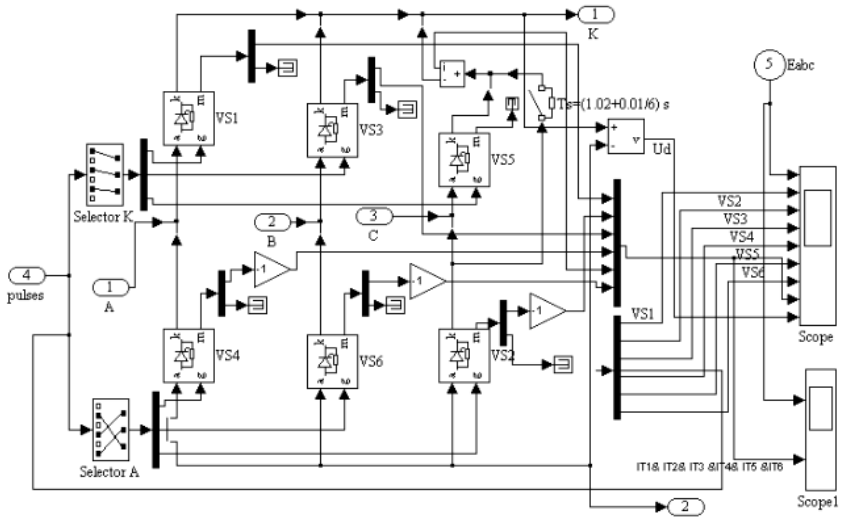 1
K
5
Eabc
k m
VS1
a g
k m
VS3
a g
k m
VS5
a g
i
+
-
Ts=(1.02+0.01/6) s
+
-
v
Ud
Selector K
2
B
3
C
4
pulses
1
A
-1
-1
-1
VS2
VS3
VS4
VS5
VS6
VS1
Scope
k m
VS4
a g
k m
VS6
a g
k m
VS2
a g
Selector A
IT1& IT2& IT3 &IT4& IT5 &IT6
Scope1
2